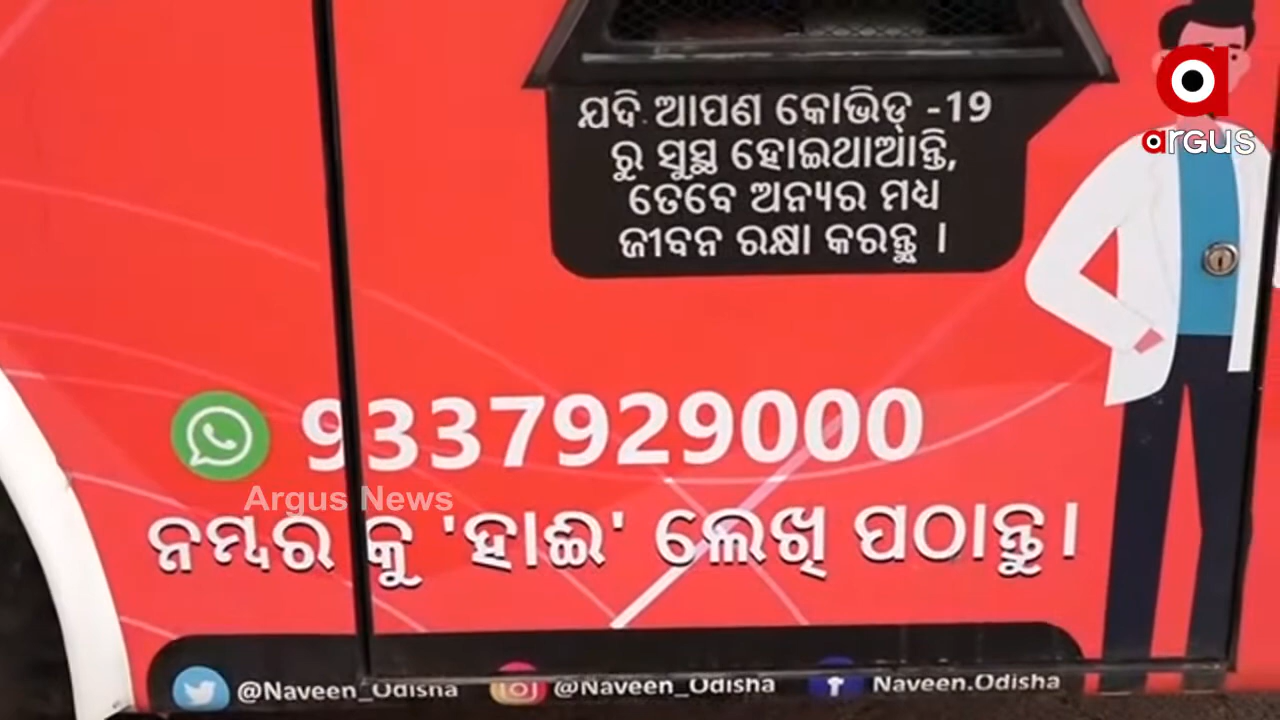 argus
ଯଦି ଆପଣ କୋଭିଡ୍ -19
ରୁ ସୁସ୍ଥ ହୋଇଥାଆନ୍ତି,
ତେବେ ଅନ୍ୟର ମଧ୍ୟ
ଜୀବନ ରକ୍ଷା କରନ୍ତୁ ।
9337929000
Argus News
ନମ୍ବର କୁ 'ହାଈ' ଲେଖି ପଠାନ୍ତୁ ।
@Naveen_Odisha @Naveen_Odisha Naveen.Odisha